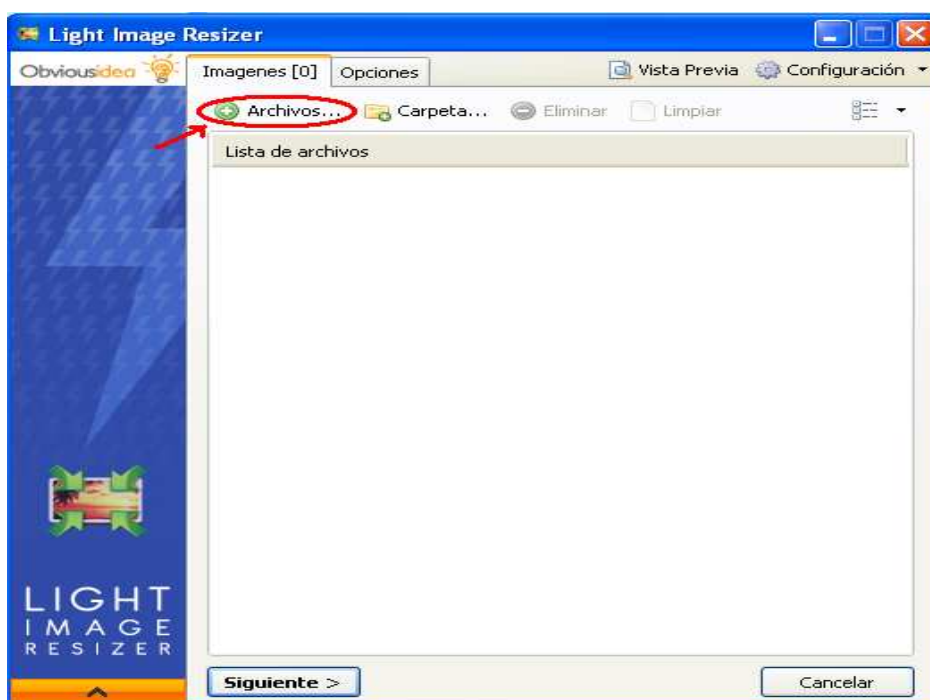 Light Image Resizer
Obviousidea Imagenes [0] Opciones Vista Previa Configuración
Archivos... Carpeta... Eliminar Limpiar
Lista de archivos
LIGHT
IMAGE
RESIZER
Siguiente > Cancelar